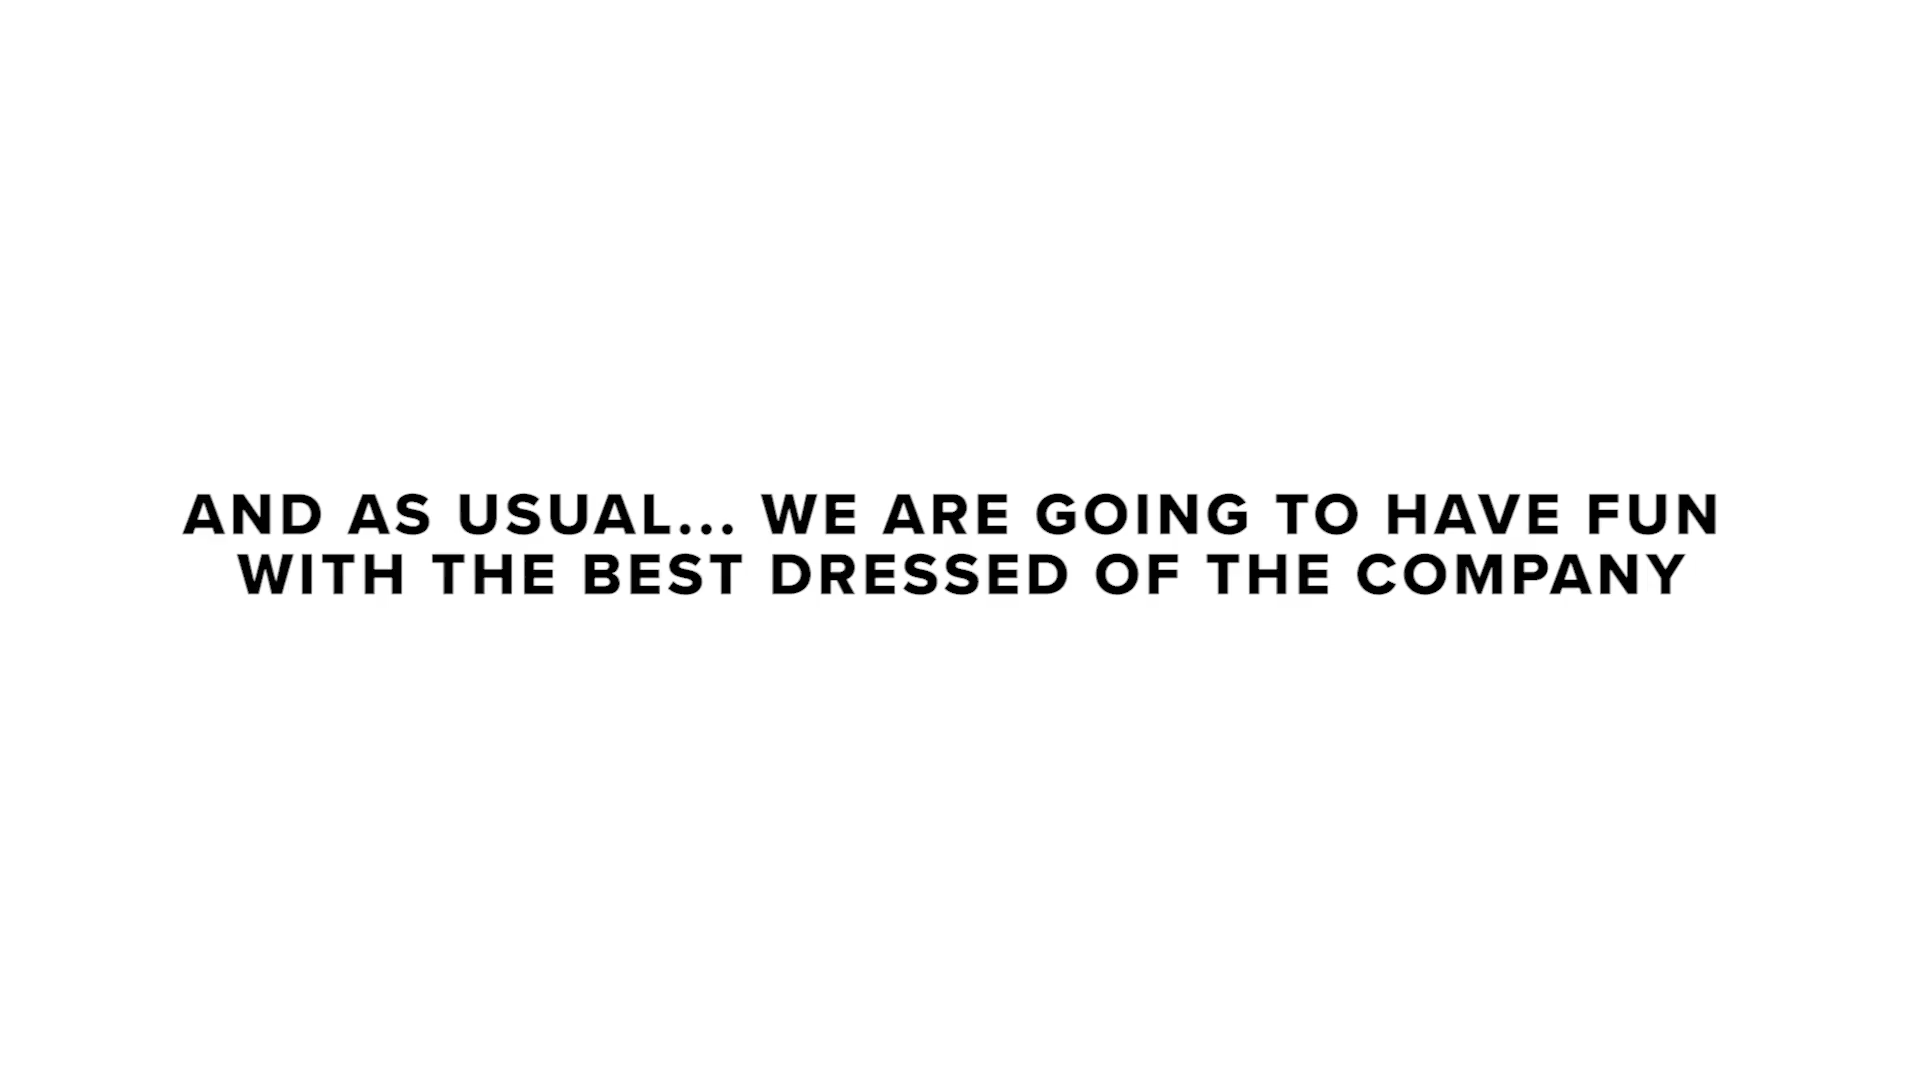 AND AS USUAL... WE ARE GOING TO HAVE FUN
WITH THE BEST DRESSED OF THE COMPANY